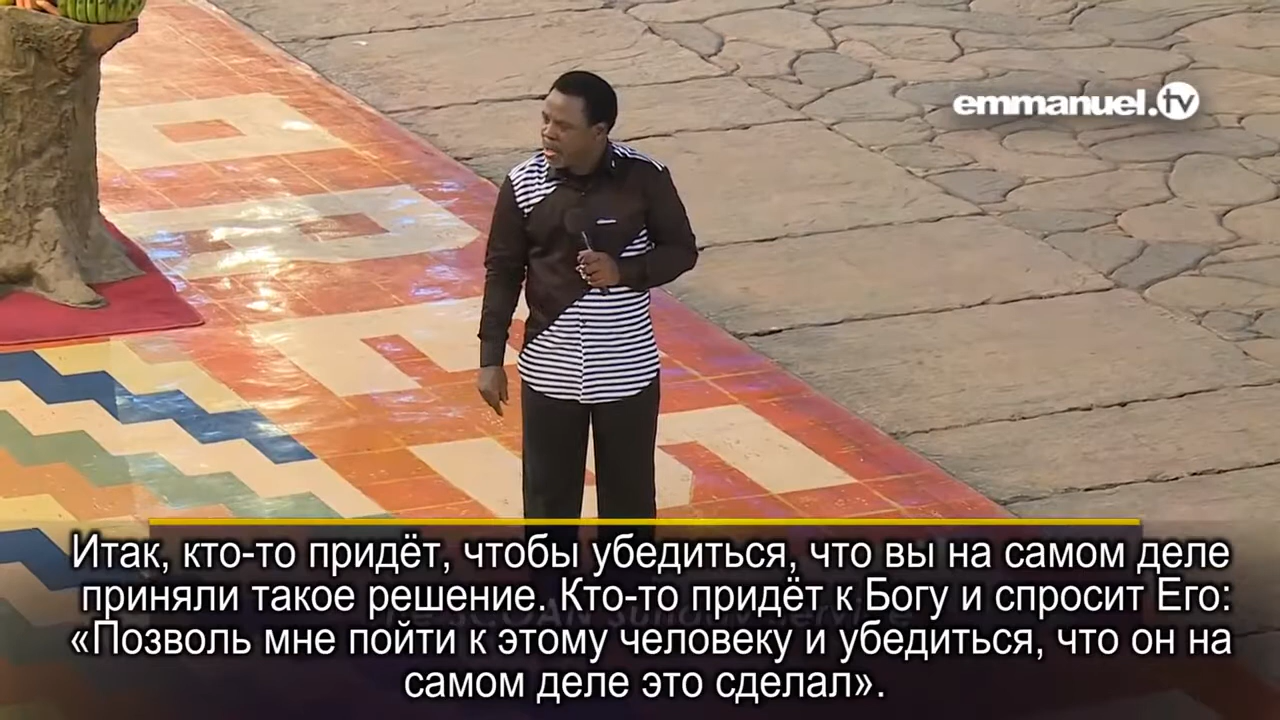 emmanuel.tv
Итак, кто-то придёт, чтобы убедиться, что вы на самом деле
приняли такое решение. Кто-то придёт к Богу и спросит Его:
«Позволь мне пойти к этому человеку и убедиться, что он на
самом деле это сделал».